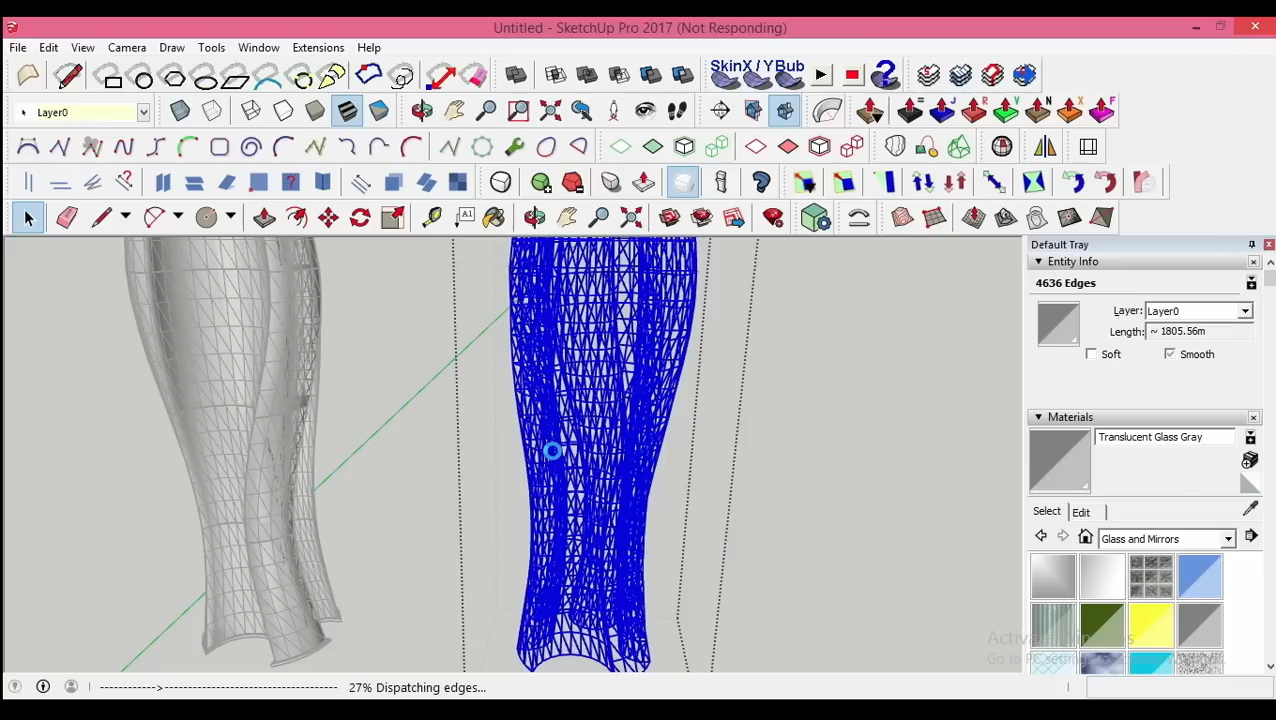 Untitled - SketchUp Pro 2017 (Not Responding)
File Edit View Camera Draw Tools Window Extensions Help
SkinX / YBub
Layer0
= J R V N X F
A1
Default Tray
Entity Info
4636 Edges
Layer: Layer0
Length: ~ 1805.56m
Soft Smooth
Materials
Translucent Glass Gray
Select Edit
Glass and Mirrors
27% Dispatching edges...